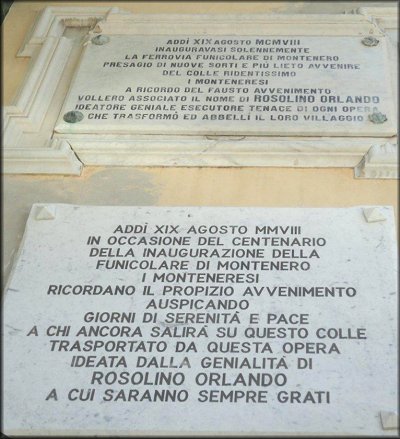 ADDÌ XIX AGOSTO MCMVIII
INAUGURAVASI SOLENNEMENTE
LA FERROVIA FUNICOLARE DI MONTENERO
PRESAGIO DI NUOVE SORTI E PIÙ LIETO AVVENIRE
DEL COLLE RIDENTISSIMO
I MONTENERESI
A RICORDO DEL FAUSTO AVVENIMENTO
VOLLERO ASSOCIATO IL NOME DI ROSOLINO ORLANDO
IDEATORE GENIALE ESECUTORE TENACE DI OGNI OPERA
CHE TRASFORMÒ ED ABBELLÌ IL LORO VILLAGGIO
ADDÌ XIX AGOSTO MMVIII
IN OCCASIONE DEL CENTENARIO
DELLA INAUGURAZIONE DELLA
FUNICOLARE DI MONTENERO
I MONTENERESI
RICORDANO IL PROPIZIO AVVENIMENTO
AUSPICANDO
GIORNI DI SERENITÁ E PACE
A CHI ANCORA SALIRÁ SU QUESTO COLLE
TRASPORTATO DA QUESTA OPERA
IDEATA DALLA GENIALITÁ DI
ROSOLINO ORLANDO
A CUI SARANNO SEMPRE GRATI